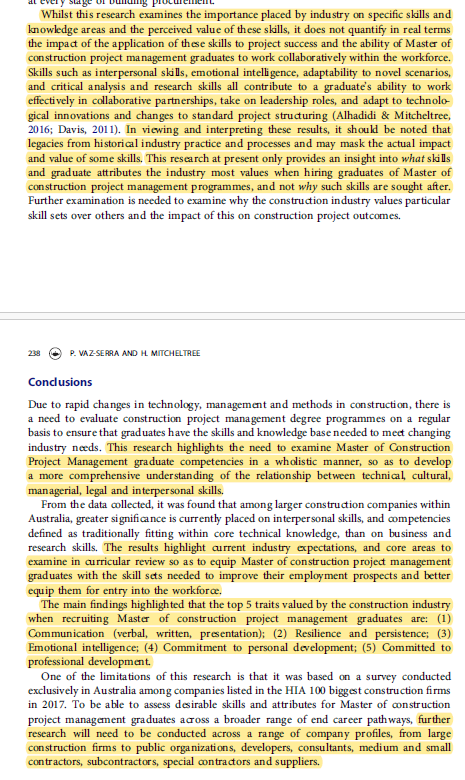 at every stage of building procurement.
Whilst this research examines the importance placed by industry on specific skills and
knowledge areas and the perceived value of these skills, it does not quantify in real terms
the impact of the application of these skills to project success and the ability of Master of
construction project management graduates to work collaboratively within the workforce.
Skills such as interpersonal skills, emotional intelligence, adaptability to novel scenarios,
and critical analysis and research skills all contribute to a graduate's ability to work
effectively in collaborative partnerships, take on leadership roles, and adapt to technolo-
gical innovations and changes to standard project structuring (Alhadidi & Mitcheltree,
2016; Davis, 2011). In viewing and interpreting these results, it should be noted that
legacies from historical industry practice and processes and may mask the actual impact
and value of some skills. This research at present only provides an insight into what skills
and graduate attributes the industry most values when hiring graduates of Master of
construction project management programmes, and not why such skills are sought after.
Further examination is needed to examine why the construction industry values particular
skill sets over others and the impact of this on construction project outcomes.
238 P. VAZ-SERRA AND H. MITCHELTREE
Conclusions
Due to rapid changes in technology, management and methods in construction, there is
a need to evaluate construction project management degree programmes on a regular
basis to ensure that graduates have the skills and knowledge base needed to meet changing
industry needs. This research highlights the need to examine Master of Construction
Project Management graduate competencies in a wholistic manner, so as to develop
a more comprehensive understanding of the relationship between technical, cultural,
managerial, legal and interpersonal skills.
From the data collected, it was found that among larger construction companies within
Australia, greater significance is currently placed on interpersonal skills, and competencies
defined as traditionally fitting within core technical knowledge, than on business and
research skills. The results highlight current industry expectations, and core areas to
examine in curricular review so as to equip Master of construction project management
graduates with the skill sets needed to improve their employment prospects and better
equip them for entry into the workforce.
The main findings highlighted that the top 5 traits valued by the construction industry
when recruiting Master of construction project management graduates are: (1)
Communication (verbal, written, presentation); (2) Resilience and persistence; (3)
Emotional intelligence; (4) Commitment to personal development; (5) Committed to
professional development.
One of the limitations of this research is that it was based on a survey conducted
exclusively in Australia among companies listed in the HIA 100 biggest construction firms
in 2017. To be able to assess desirable skills and attributes for Master of construction
project management graduates across a broader range of end career pathways, further
research will need to be conducted across a range of company profiles, from large
construction firms to public organizations, developers, consultants, medium and small
contractors, subcontractors, special contractors and suppliers.